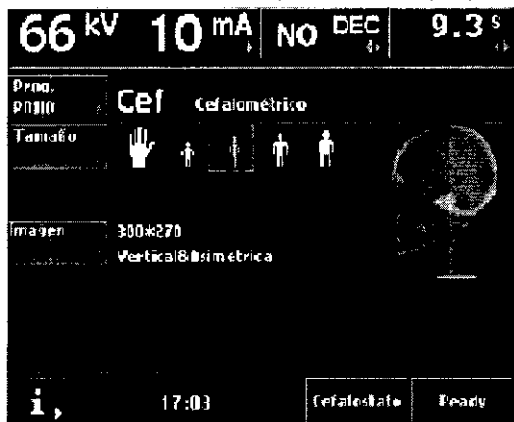 66 kV 10 mA NO DEC 9.3 s
Prog.
Cef Cefalométrico
Tamaño
Imagen 300*270
Vertical&Asimetrica
i, 17:03 Cefalostato Ready